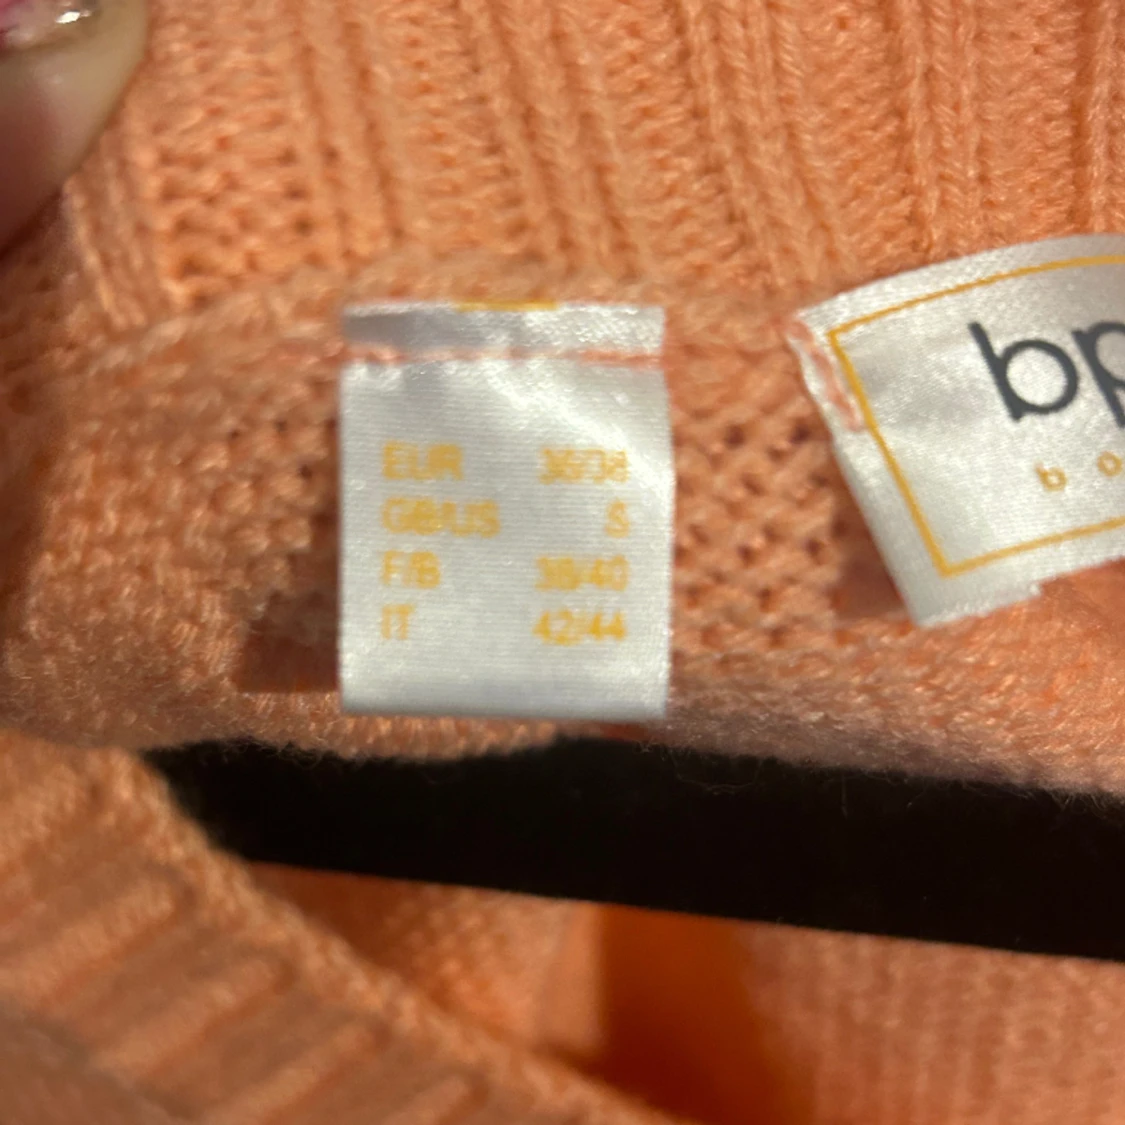 EUR 36/38
GB/US S
F/B 38/40
IT 42/44
bp
b o